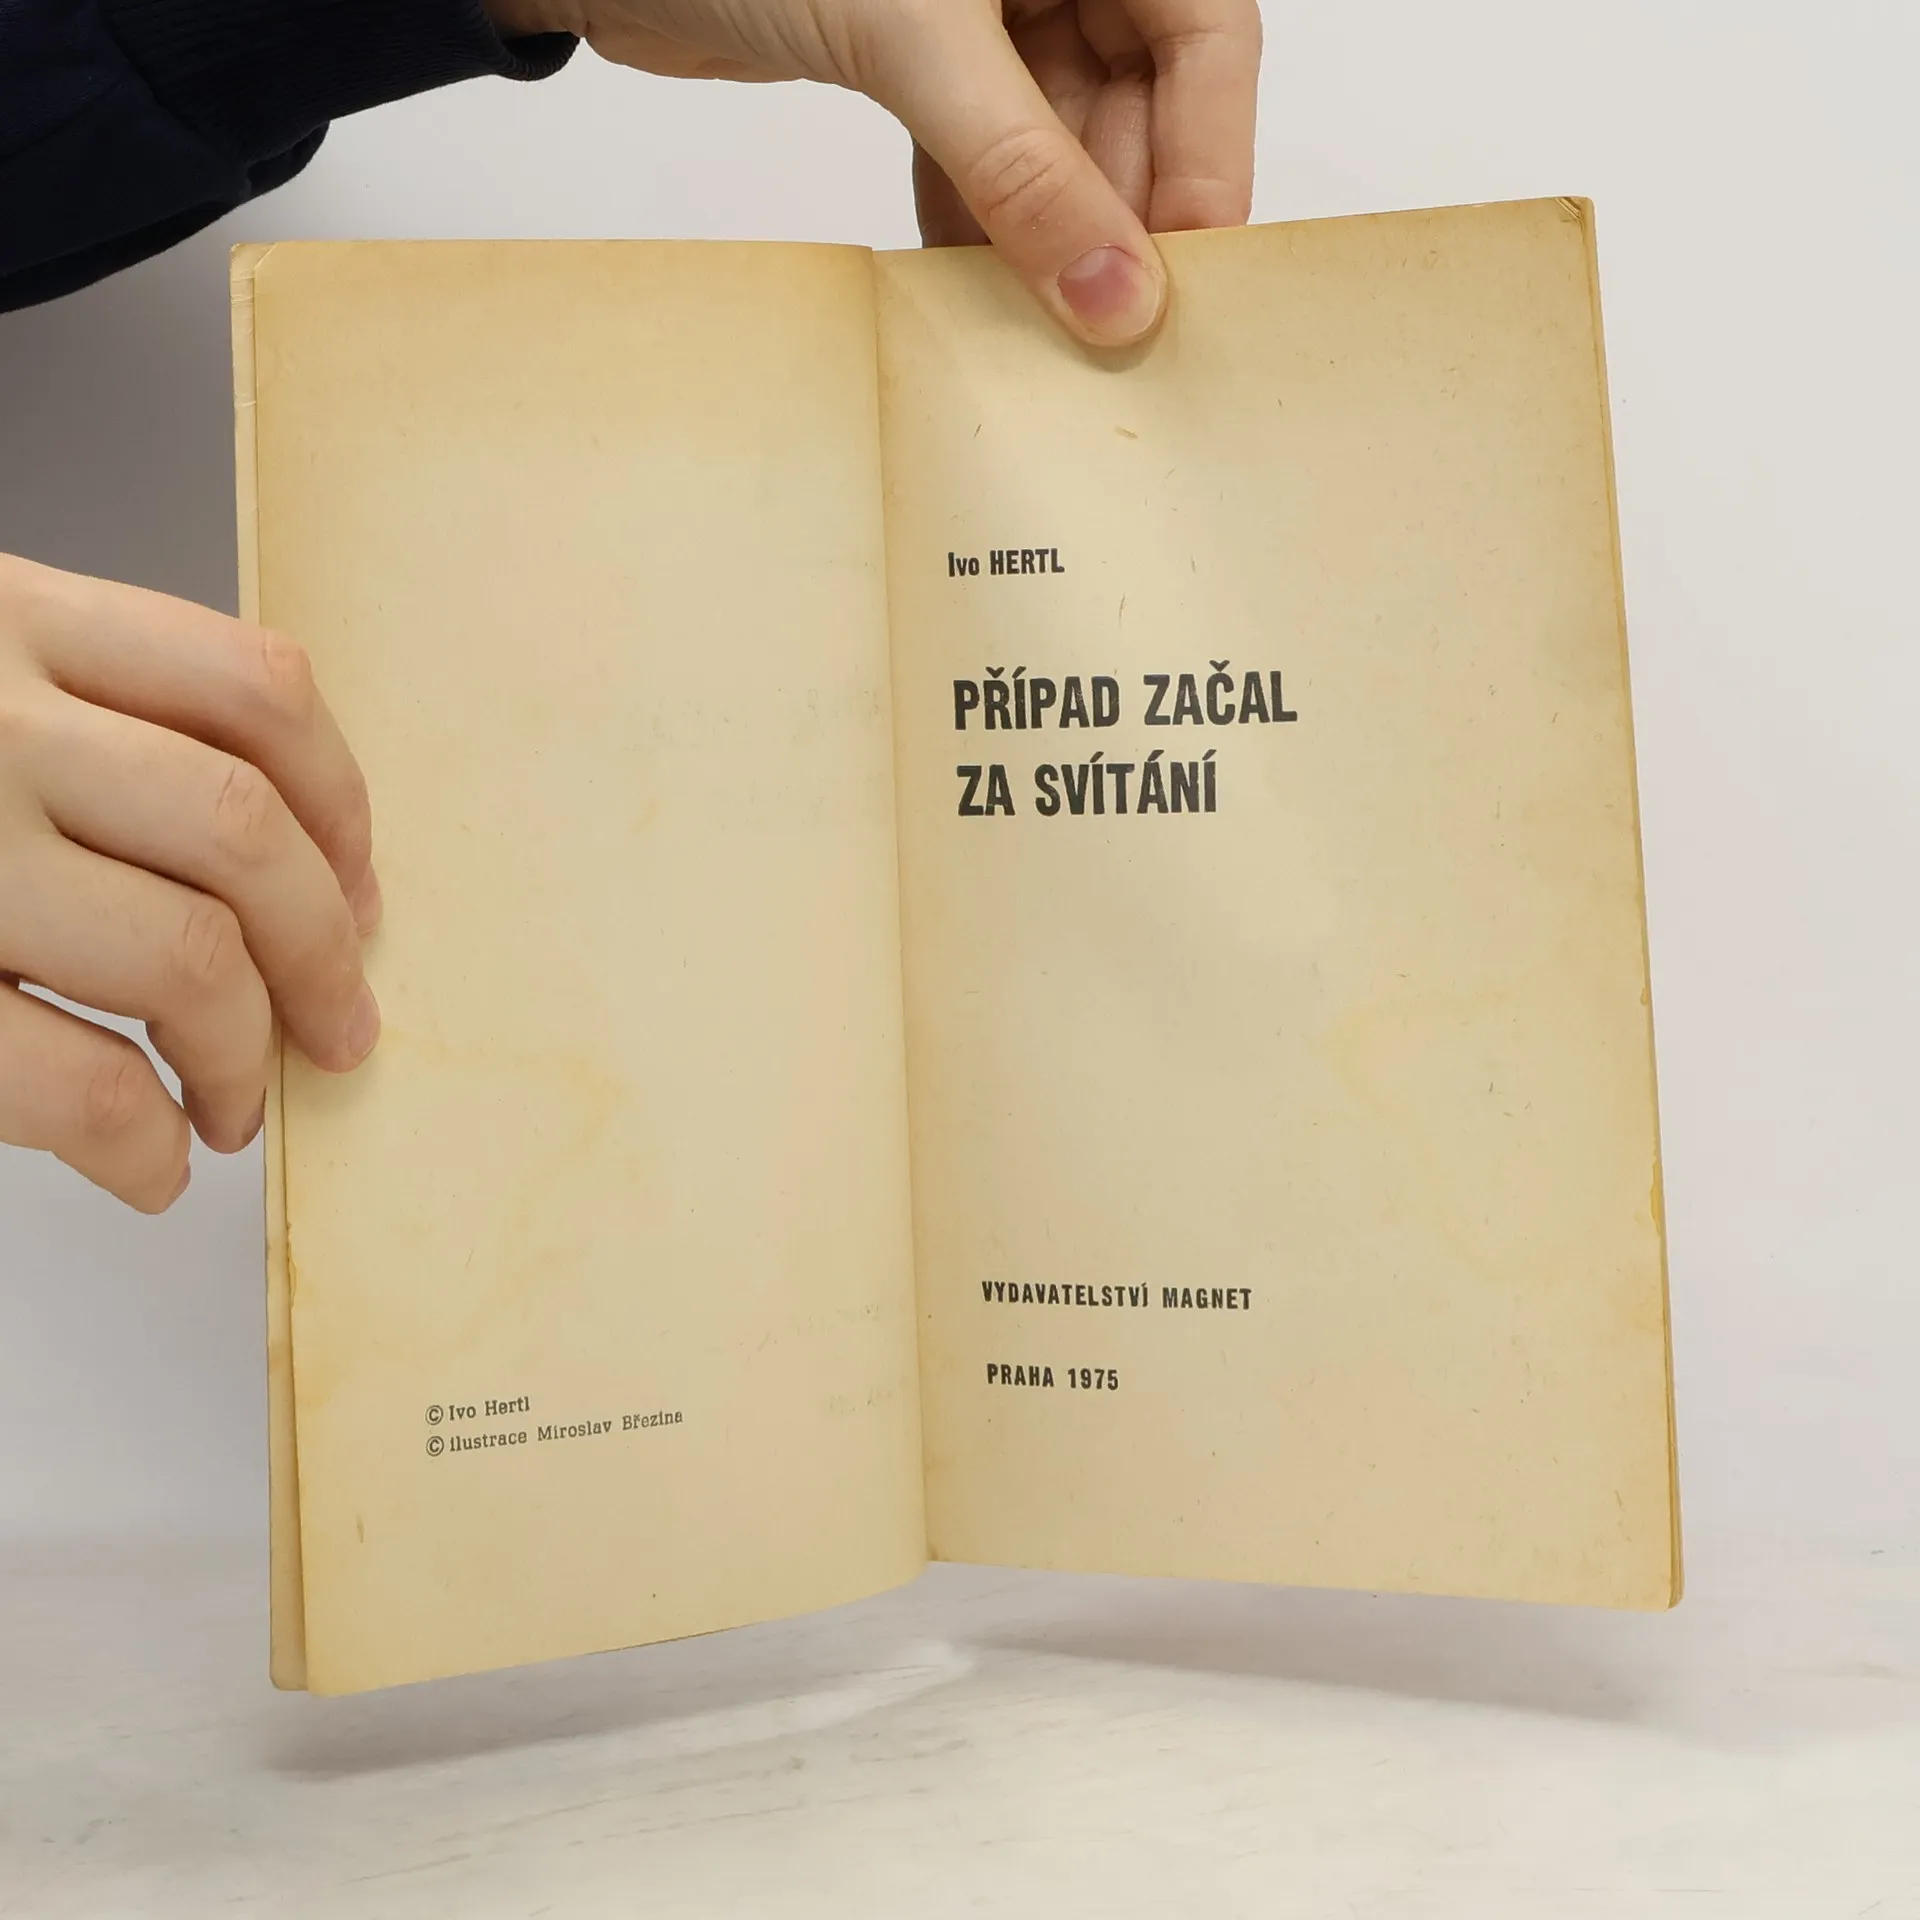 © Ivo Hertl
© ilustrace Miroslav Březina
Ivo HERTL
PŘÍPAD ZAČAL
ZA SVÍTÁNÍ
VYDAVATELSTVÍ MAGNET
PRAHA 1975